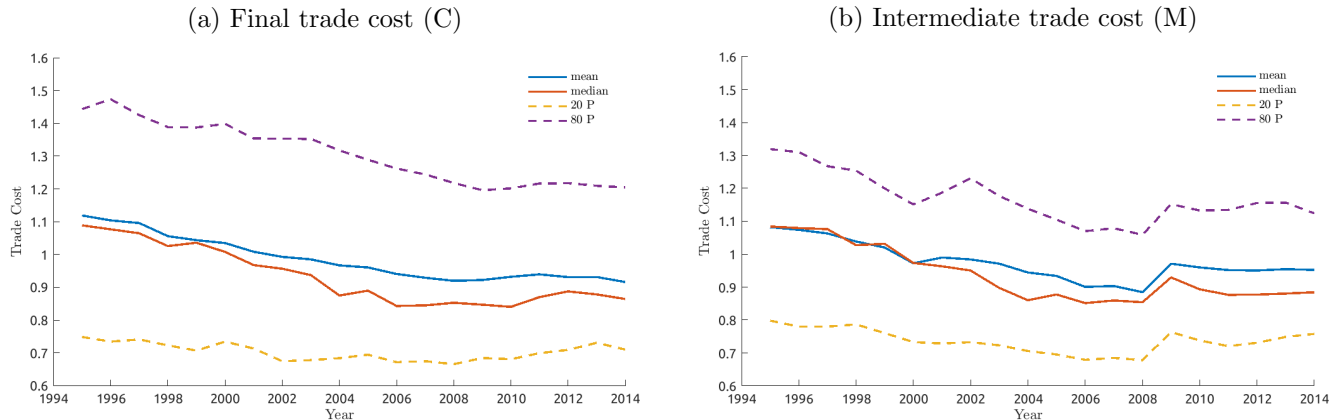 (a) Final trade cost (C)
1.6
1.5
1.4
1.3
1.2
1.1
1
0.9
0.8
0.7
0.6
Trade Cost
mean
median
20 P
80 P
1994 1996 1998 2000 2002 2004 2006 2008 2010 2012 2014
Year
(b) Intermediate trade cost (M)
1.6
1.5
1.4
1.3
1.2
1.1
1
0.9
0.8
0.7
0.6
Trade Cost
mean
median
20 P
80 P
1994 1996 1998 2000 2002 2004 2006 2008 2010 2012 2014
Year